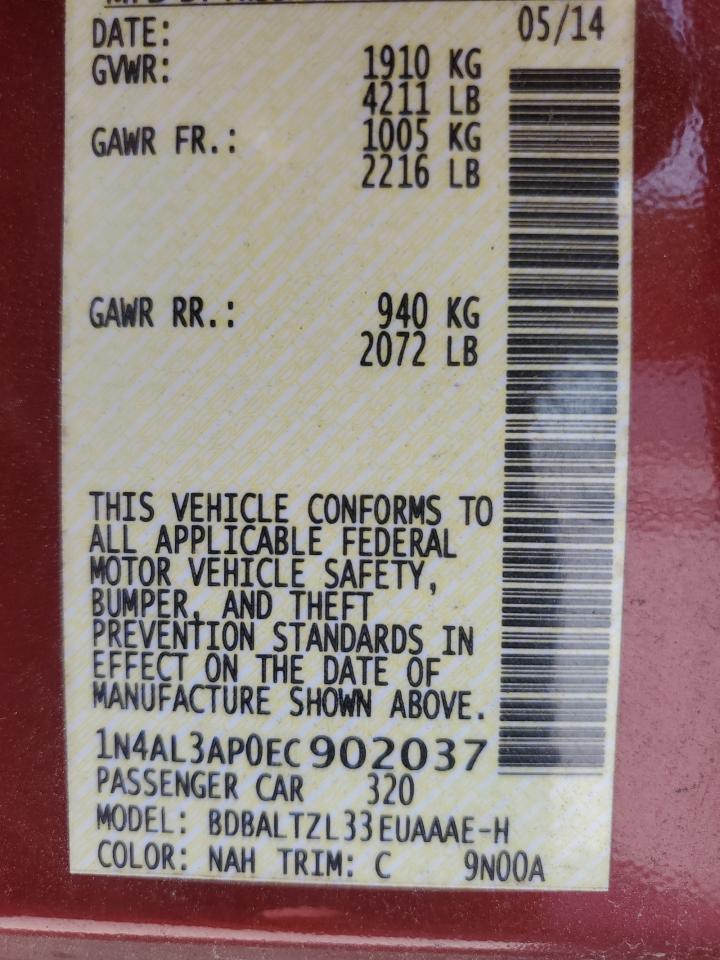 DATE: 05/14
GVWR: 1910 KG
4211 LB
GAWR FR.: 1005 KG
2216 LB
GAWR RR.: 940 KG
2072 LB
THIS VEHICLE CONFORMS TO
ALL APPLICABLE FEDERAL
MOTOR VEHICLE SAFETY,
BUMPER, AND THEFT
PREVENTION STANDARDS IN
EFFECT ON THE DATE OF
MANUFACTURE SHOWN ABOVE.
1N4AL3AP0EC902037
PASSENGER CAR 320
MODEL: BDBALTZL33EUAAAE-H
COLOR: NAH TRIM: C 9N00A